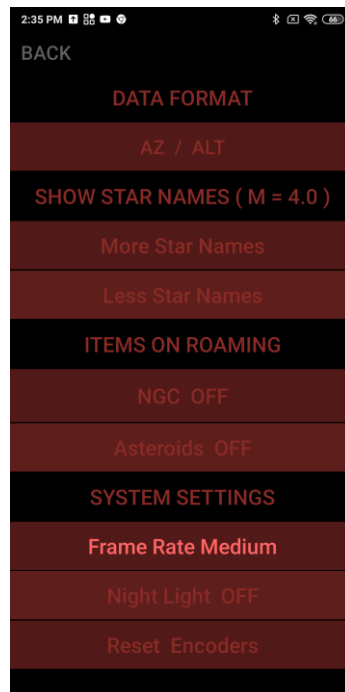 2:35 PM
66
BACK
DATA FORMAT
AZ / ALT
SHOW STAR NAMES ( M = 4.0 )
More Star Names
Less Star Names
ITEMS ON ROAMING
NGC OFF
Asteroids OFF
SYSTEM SETTINGS
Frame Rate Medium
Night Light OFF
Reset Encoders